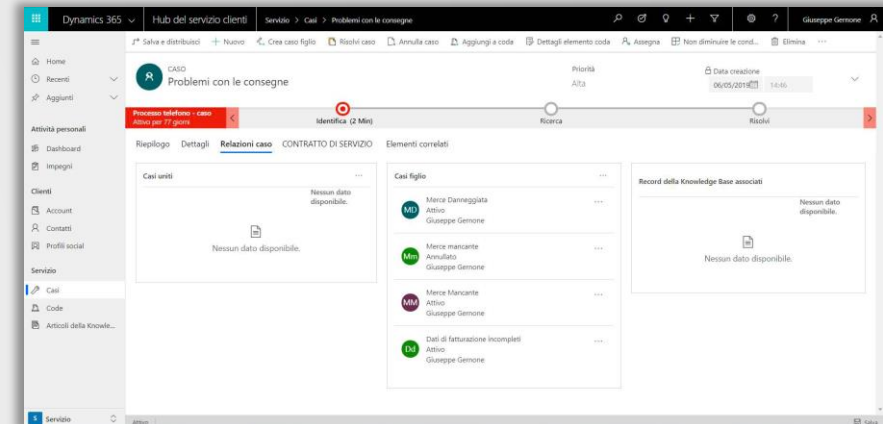 Dynamics 365
Hub del servizio clienti
Servizio > Casi > Problemi con le consegne
Giuseppe Gernone
Salva e distribuisci
Nuovo
Crea caso figlio
Risolvi caso
Annulla caso
Aggiungi a coda
Dettagli elemento coda
Assegna
Non diminuire le cond...
Elimina
Home
Recenti
Aggiunti
Attività personali
Dashboard
Impegni
Clienti
Account
Contatti
Profili social
Servizio
Casi
Code
Articoli della Knowle...
S Servizio
CASO
Problemi con le consegne
Priorità
Alta
Data creazione
06/05/2019
14:46
Processo telefono - caso
Attivo per 77 giorni
Identifica (2 Min)
Ricerca
Risolvi
Riepilogo
Dettagli
Relazioni caso
CONTRATTO DI SERVIZIO
Elementi correlati
Casi uniti
Nessun dato
disponibile.
Nessun dato disponibile.
Casi figlio
MD
Merce Danneggiata
Attivo
Giuseppe Gernone
Mm
Merce mancante
Annullato
Giuseppe Gernone
MM
Merce Mancante
Attivo
Giuseppe Gernone
Dd
Dati di fatturazione incompleti
Attivo
Giuseppe Gernone
Record della Knowledge Base associati
Nessun dato
disponibile.
Nessun dato disponibile.
Attivo
Salva